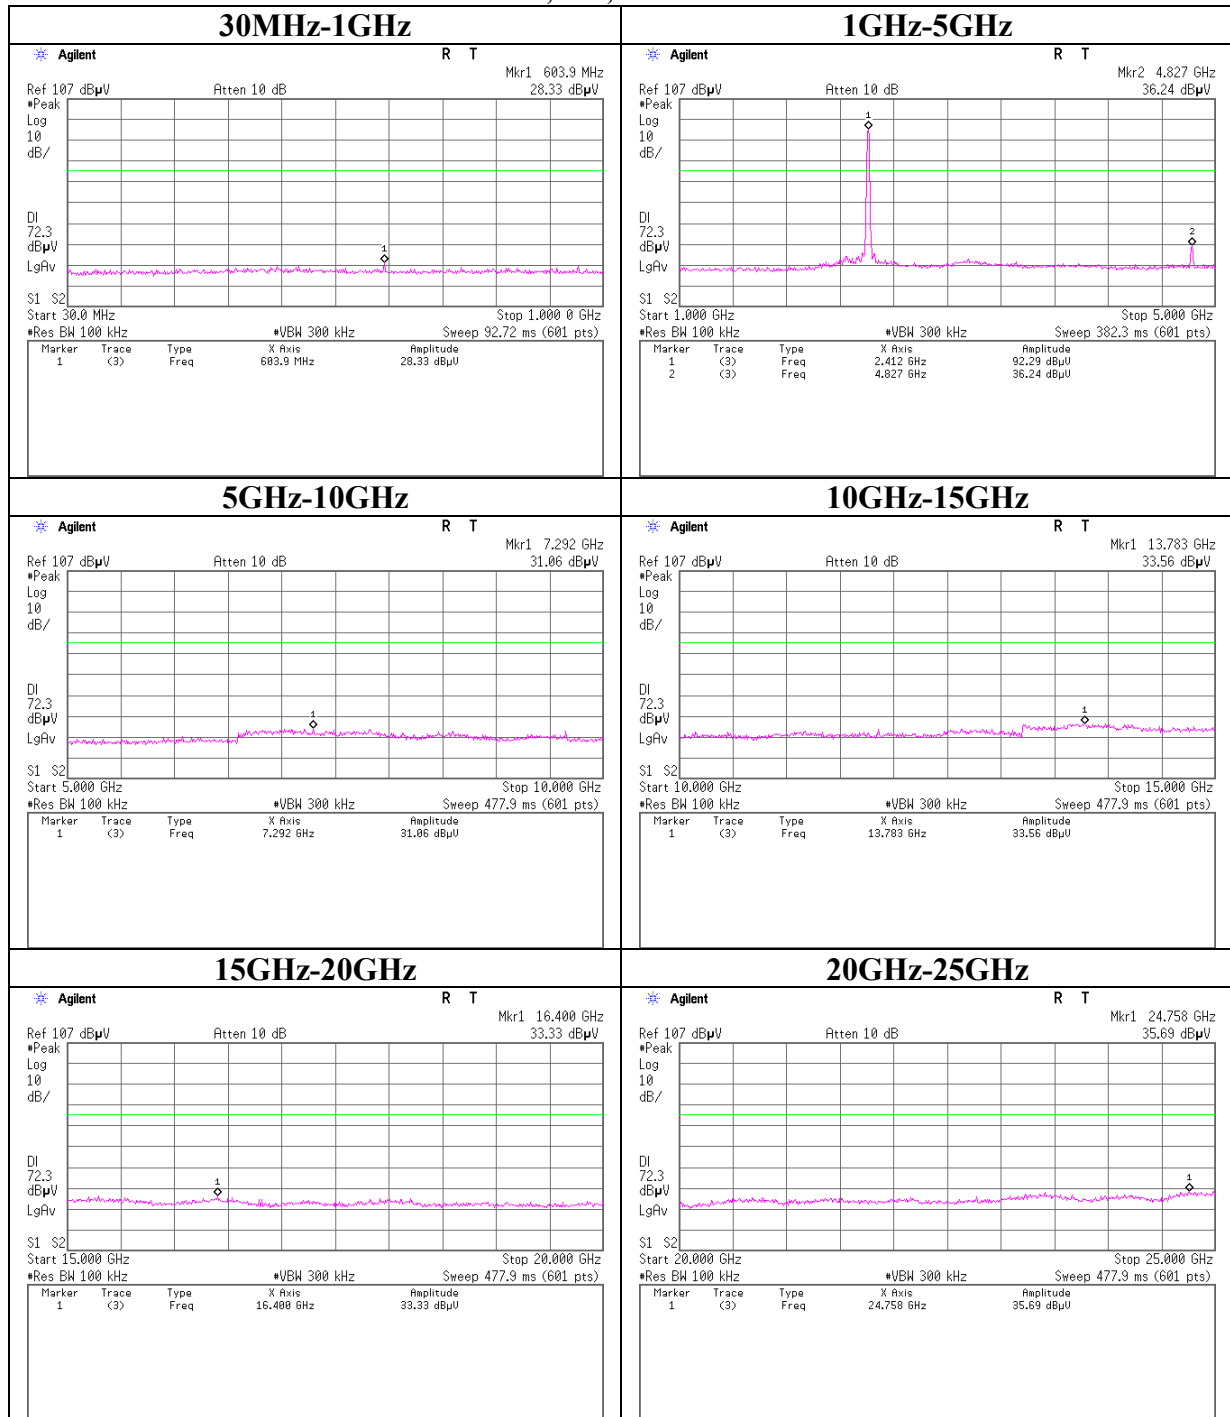 30MHz-1GHz
Agilent R T
Mkr1 603.9 MHz
Ref 107 dBµV Atten 10 dB 28.33 dBµV
#Peak
Log
10
dB/
1
DI
72.3
dBµV
LgAv
S1 S2
Start 30.0 MHz Stop 1.000 0 GHz
#Res BW 100 kHz #VBW 300 kHz Sweep 92.72 ms (601 pts)
Marker Trace Type X Axis Amplitude
1 (3) Freq 603.9 MHz 28.33 dBµV
1GHz-5GHz
Agilent R T
Mkr2 4.827 GHz
Ref 107 dBµV Atten 10 dB 36.24 dBµV
#Peak
Log
10
dB/
1
DI
72.3
dBµV
2
LgAv
S1 S2
Start 1.000 GHz Stop 5.000 GHz
#Res BW 100 kHz #VBW 300 kHz Sweep 382.3 ms (601 pts)
Marker Trace Type X Axis Amplitude
1 (3) Freq 2.412 GHz 92.29 dBµV
2 (3) Freq 4.827 GHz 36.24 dBµV
5GHz-10GHz
Agilent R T
Mkr1 7.292 GHz
Ref 107 dBµV Atten 10 dB 31.06 dBµV
#Peak
Log
10
dB/
DI
72.3
dBµV
1
LgAv
S1 S2
Start 5.000 GHz Stop 10.000 GHz
#Res BW 100 kHz #VBW 300 kHz Sweep 477.9 ms (601 pts)
Marker Trace Type X Axis Amplitude
1 (3) Freq 7.292 GHz 31.06 dBµV
10GHz-15GHz
Agilent R T
Mkr1 13.783 GHz
Ref 107 dBµV Atten 10 dB 33.56 dBµV
#Peak
Log
10
dB/
DI
72.3
dBµV
1
LgAv
S1 S2
Start 10.000 GHz Stop 15.000 GHz
#Res BW 100 kHz #VBW 300 kHz Sweep 477.9 ms (601 pts)
Marker Trace Type X Axis Amplitude
1 (3) Freq 13.783 GHz 33.56 dBµV
15GHz-20GHz
Agilent R T
Mkr1 16.400 GHz
Ref 107 dBµV Atten 10 dB 33.33 dBµV
#Peak
Log
10
dB/
DI
72.3
dBµV
1
LgAv
S1 S2
Start 15.000 GHz Stop 20.000 GHz
#Res BW 100 kHz #VBW 300 kHz Sweep 477.9 ms (601 pts)
Marker Trace Type X Axis Amplitude
1 (3) Freq 16.400 GHz 33.33 dBµV
20GHz-25GHz
Agilent R T
Mkr1 24.758 GHz
Ref 107 dBµV Atten 10 dB 35.69 dBµV
#Peak
Log
10
dB/
DI
72.3
dBµV
1
LgAv
S1 S2
Start 20.000 GHz Stop 25.000 GHz
#Res BW 100 kHz #VBW 300 kHz Sweep 477.9 ms (601 pts)
Marker Trace Type X Axis Amplitude
1 (3) Freq 24.758 GHz 35.69 dBµV